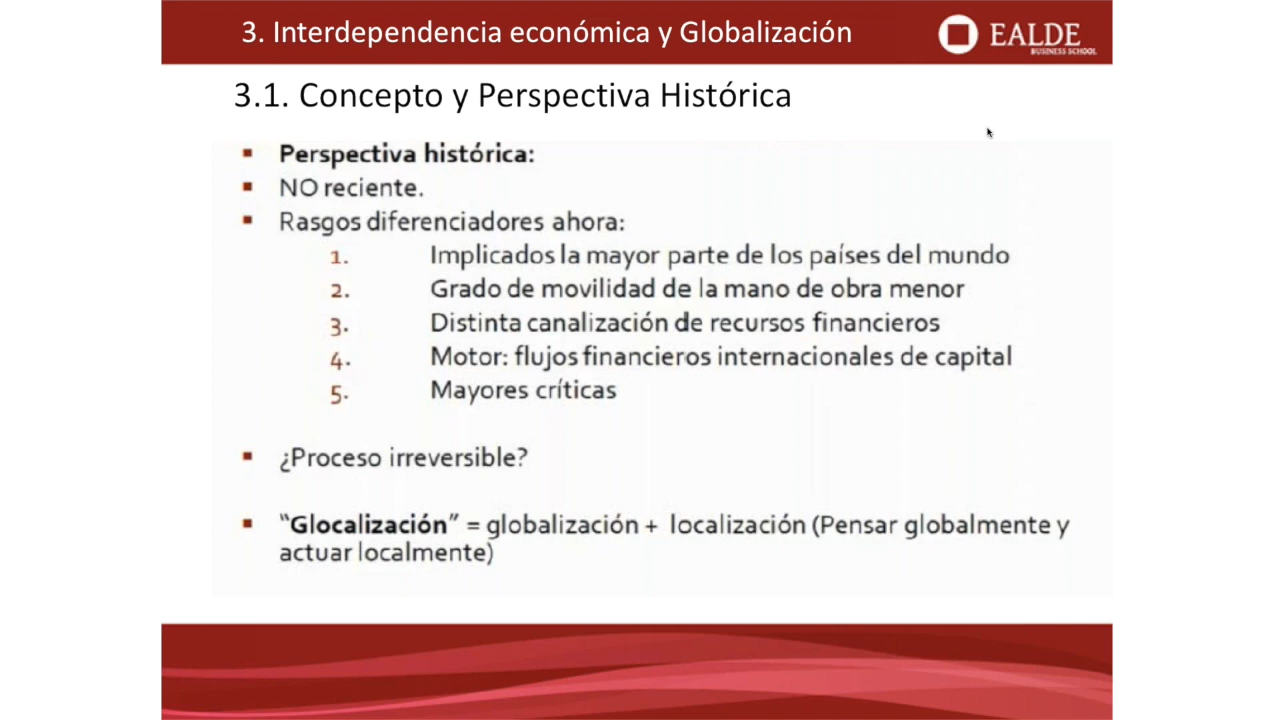 3. Interdependencia económica y Globalización
EALDE
BUSINESS SCHOOL
3.1. Concepto y Perspectiva Histórica
▪ Perspectiva histórica:
▪ NO reciente.
▪ Rasgos diferenciadores ahora:
1. Implicados la mayor parte de los países del mundo
2. Grado de movilidad de la mano de obra menor
3. Distinta canalización de recursos financieros
4. Motor: flujos financieros internacionales de capital
5. Mayores críticas
▪ ¿Proceso irreversible?
▪ “Glocalización” = globalización + localización (Pensar globalmente y
actuar localmente)